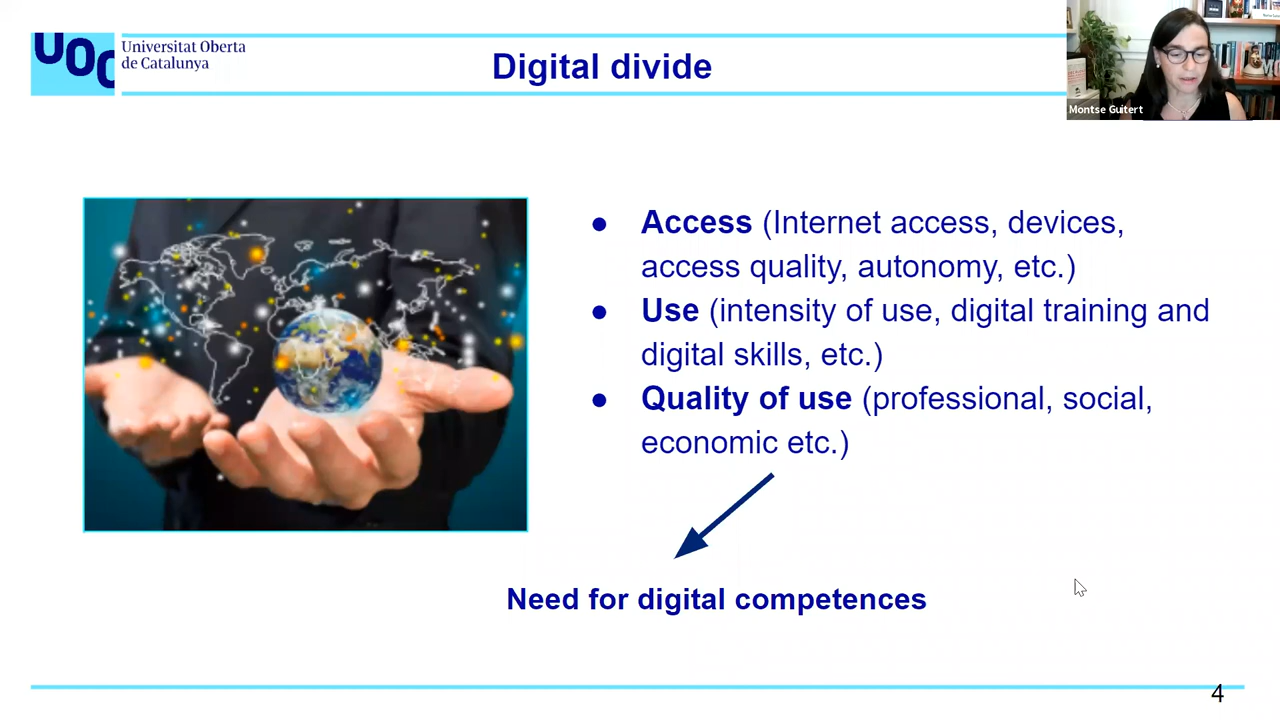 UOC
Universitat Oberta
de Catalunya
Digital divide
Montse Guitert
● Access (Internet access, devices,
access quality, autonomy, etc.)
● Use (intensity of use, digital training and
digital skills, etc.)
● Quality of use (professional, social,
economic etc.)
Need for digital competences
4